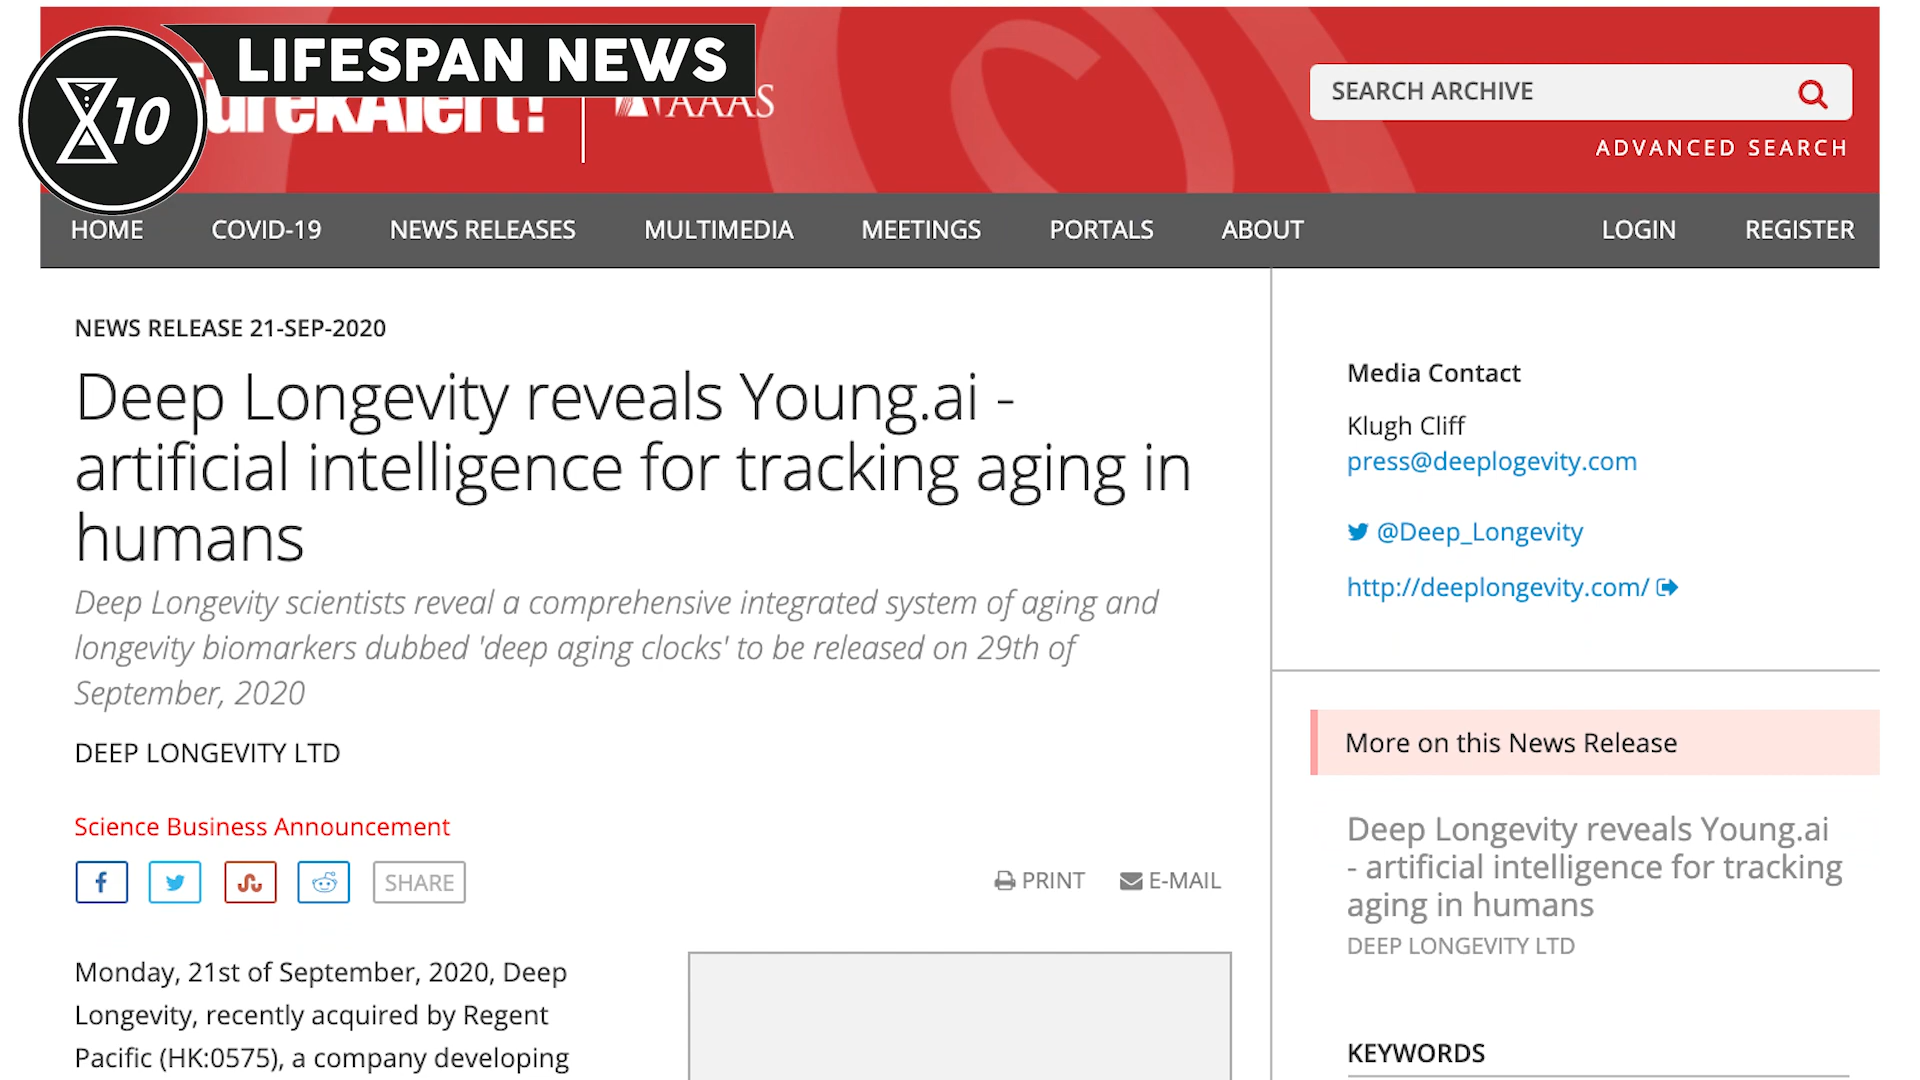 LIFESPAN NEWS
X10
EurekAlert!
AAAS
SEARCH ARCHIVE
ADVANCED SEARCH
HOME COVID-19 NEWS RELEASES MULTIMEDIA MEETINGS PORTALS ABOUT LOGIN REGISTER
NEWS RELEASE 21-SEP-2020
Deep Longevity reveals Young.ai -
artificial intelligence for tracking aging in
humans
Deep Longevity scientists reveal a comprehensive integrated system of aging and
longevity biomarkers dubbed 'deep aging clocks' to be released on 29th of
September, 2020
DEEP LONGEVITY LTD
Science Business Announcement
SHARE
PRINT E-MAIL
Monday, 21st of September, 2020, Deep
Longevity, recently acquired by Regent
Pacific (HK:0575), a company developing
Media Contact
Klugh Cliff
press@deeplogevity.com
@Deep_Longevity
http://deeplongevity.com/
More on this News Release
Deep Longevity reveals Young.ai
- artificial intelligence for tracking
aging in humans
DEEP LONGEVITY LTD
KEYWORDS